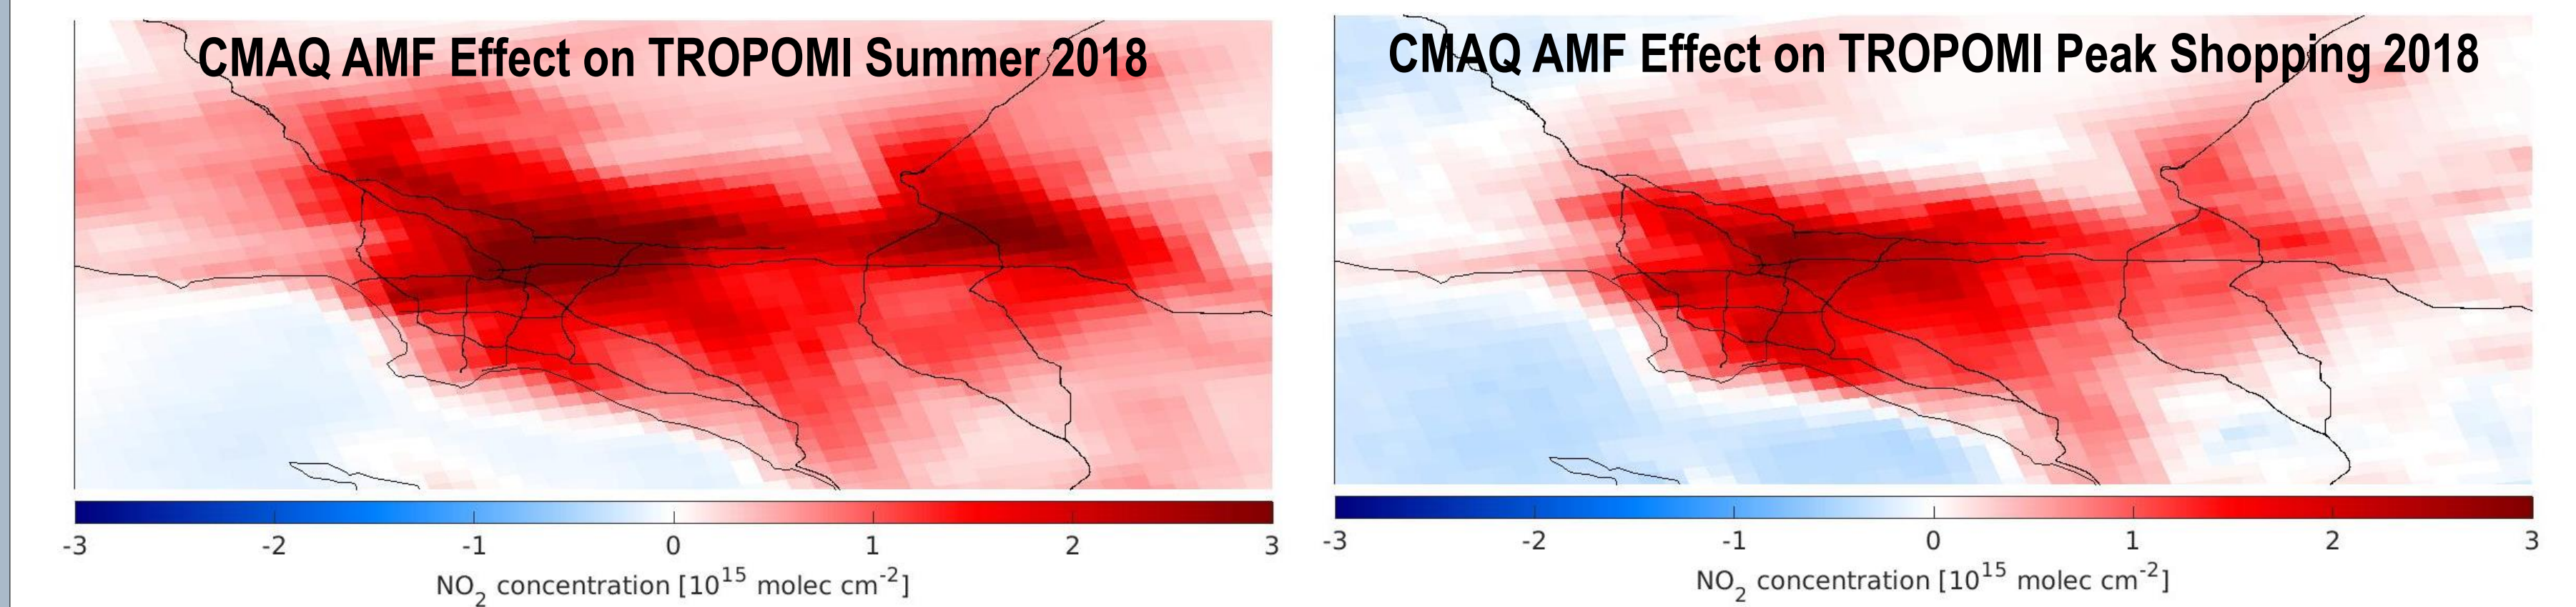 CMAQ AMF Effect on TROPOMI Summer 2018
-3 -2 -1 0 1 2 3
NO2 concentration [10^15 molec cm^-2]
CMAQ AMF Effect on TROPOMI Peak Shopping 2018
-3 -2 -1 0 1 2 3
NO2 concentration [10^15 molec cm^-2]